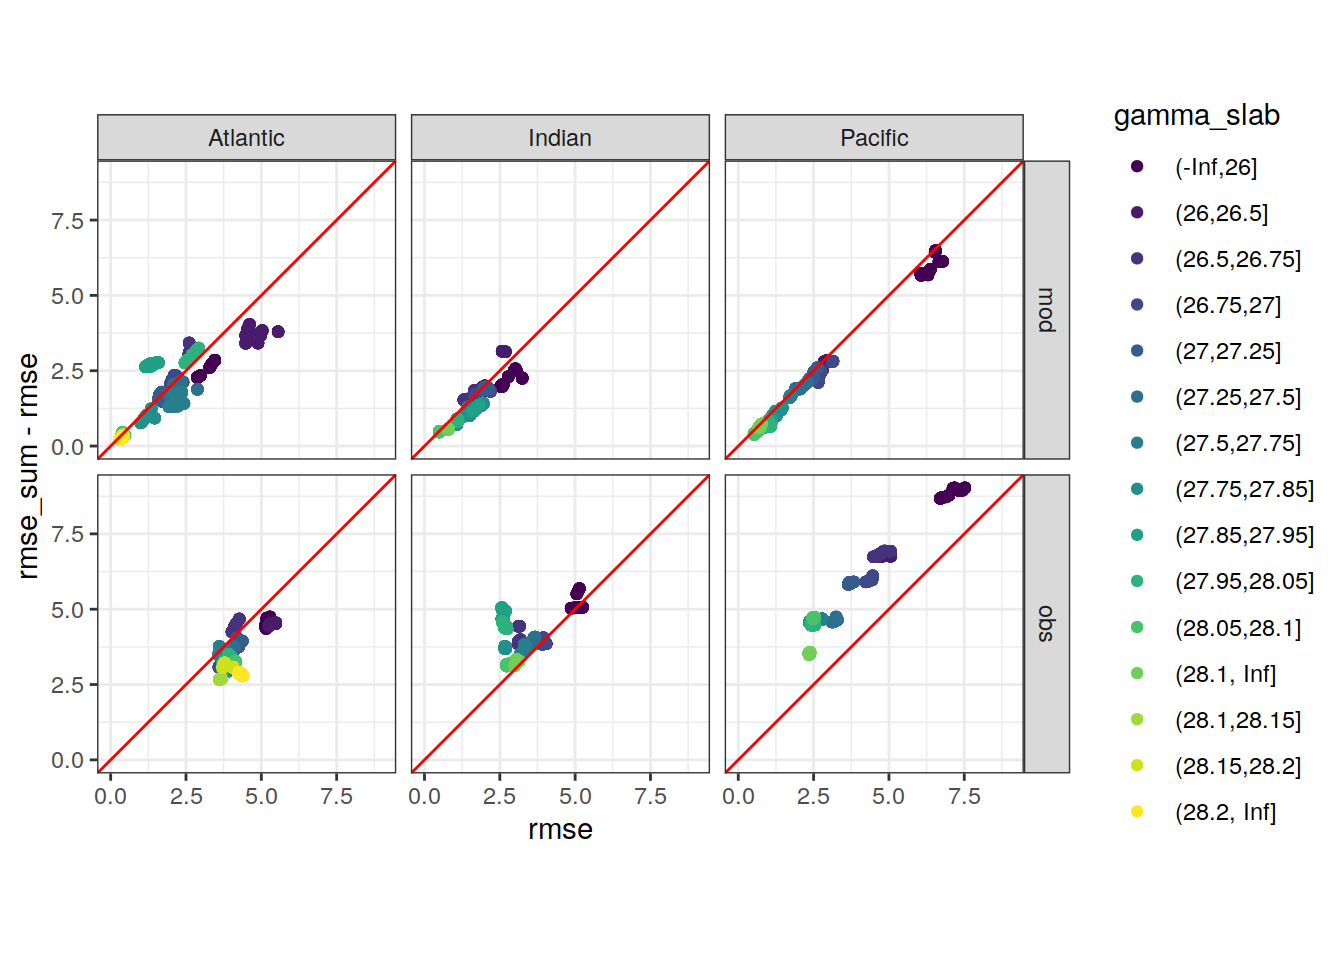 Atlantic
Indian
Pacific
gamma_slab
(-Inf,26]
(26,26.5]
(26.5,26.75]
(26.75,27]
(27,27.25]
(27.25,27.5]
(27.5,27.75]
(27.75,27.85]
(27.85,27.95]
(27.95,28.05]
(28.05,28.1]
(28.1, Inf]
(28.1,28.15]
(28.15,28.2]
(28.2, Inf]
mod
obs
rmse_sum - rmse
7.5
5.0
2.5
0.0
7.5
5.0
2.5
0.0
0.0 2.5 5.0 7.5 0.0 2.5 5.0 7.5 0.0 2.5 5.0 7.5
rmse